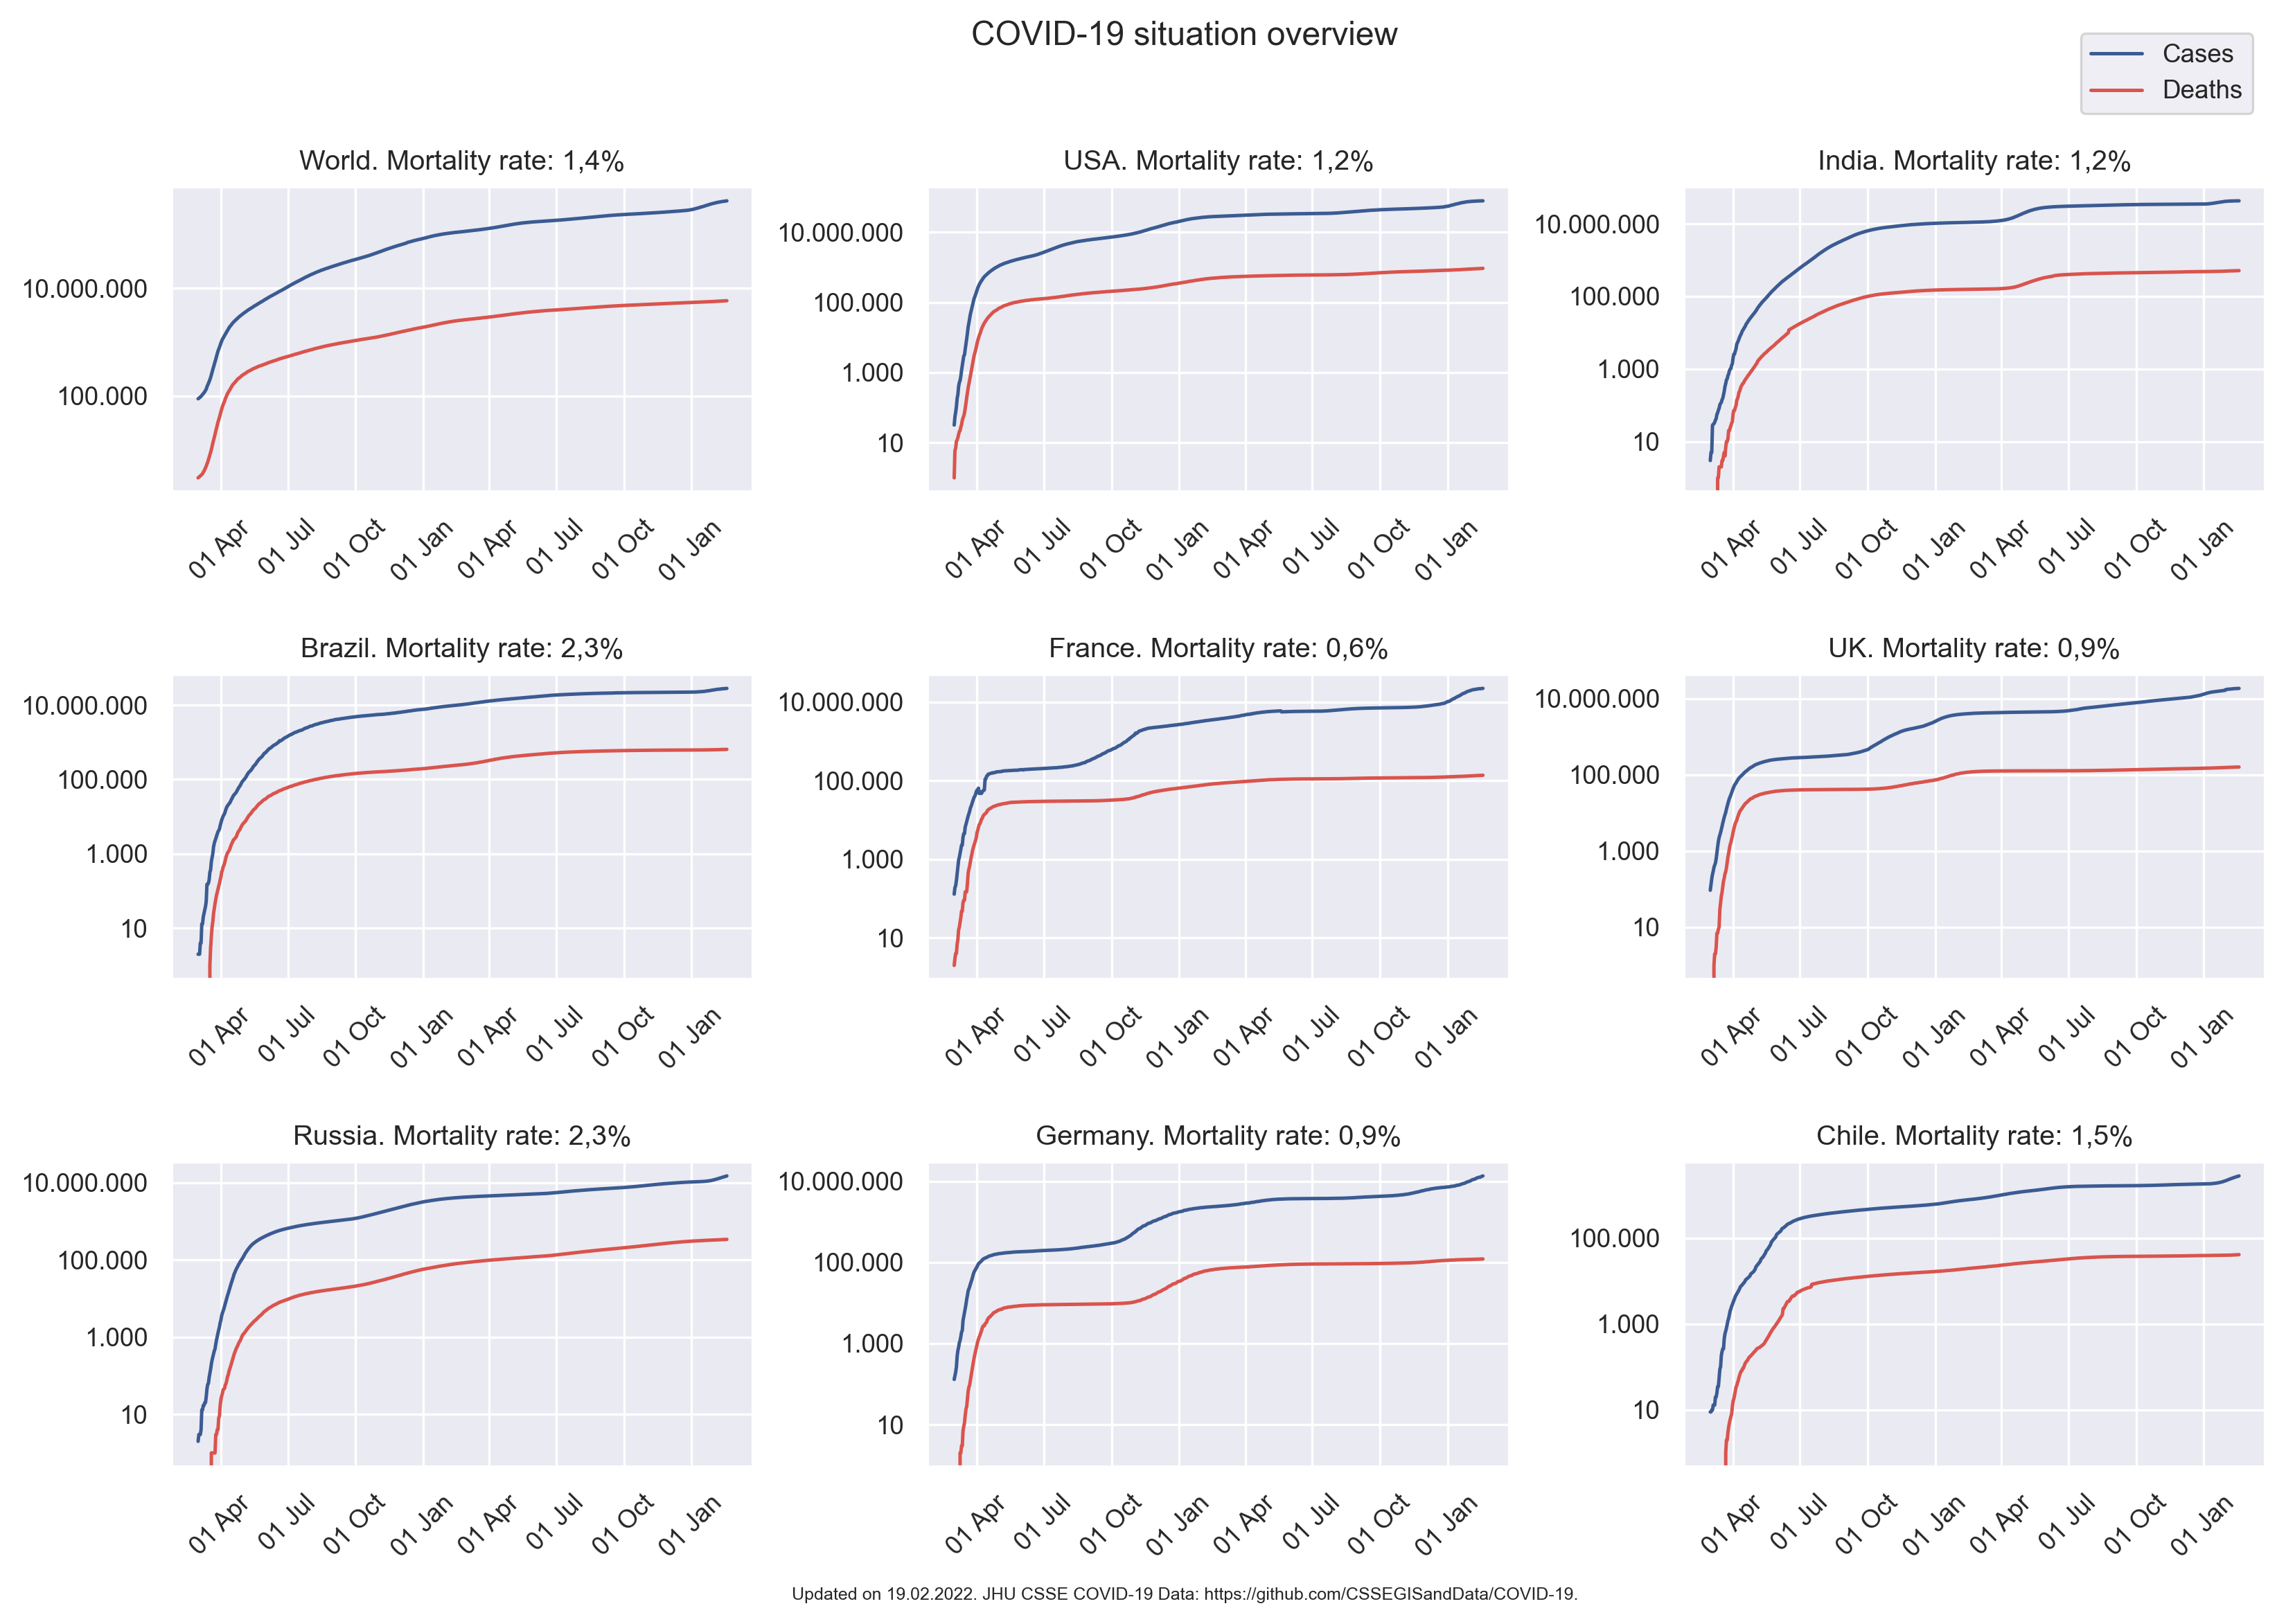 COVID-19 situation overview
Cases
Deaths
World. Mortality rate: 1,4%
10.000.000
100.000
01 Apr
01 Jul
01 Oct
01 Jan
01 Apr
01 Jul
01 Oct
01 Jan
USA. Mortality rate: 1,2%
10.000.000
100.000
1.000
10
01 Apr
01 Jul
01 Oct
01 Jan
01 Apr
01 Jul
01 Oct
01 Jan
India. Mortality rate: 1,2%
10.000.000
100.000
1.000
10
01 Apr
01 Jul
01 Oct
01 Jan
01 Apr
01 Jul
01 Oct
01 Jan
Brazil. Mortality rate: 2,3%
10.000.000
100.000
1.000
10
01 Apr
01 Jul
01 Oct
01 Jan
01 Apr
01 Jul
01 Oct
01 Jan
France. Mortality rate: 0,6%
10.000.000
100.000
1.000
10
01 Apr
01 Jul
01 Oct
01 Jan
01 Apr
01 Jul
01 Oct
01 Jan
UK. Mortality rate: 0,9%
10.000.000
100.000
1.000
10
01 Apr
01 Jul
01 Oct
01 Jan
01 Apr
01 Jul
01 Oct
01 Jan
Russia. Mortality rate: 2,3%
10.000.000
100.000
1.000
10
01 Apr
01 Jul
01 Oct
01 Jan
01 Apr
01 Jul
01 Oct
01 Jan
Germany. Mortality rate: 0,9%
10.000.000
100.000
1.000
10
01 Apr
01 Jul
01 Oct
01 Jan
01 Apr
01 Jul
01 Oct
01 Jan
Chile. Mortality rate: 1,5%
100.000
1.000
10
01 Apr
01 Jul
01 Oct
01 Jan
01 Apr
01 Jul
01 Oct
01 Jan
Updated on 19.02.2022. JHU CSSE COVID-19 Data: https://github.com/CSSEGISandData/COVID-19.